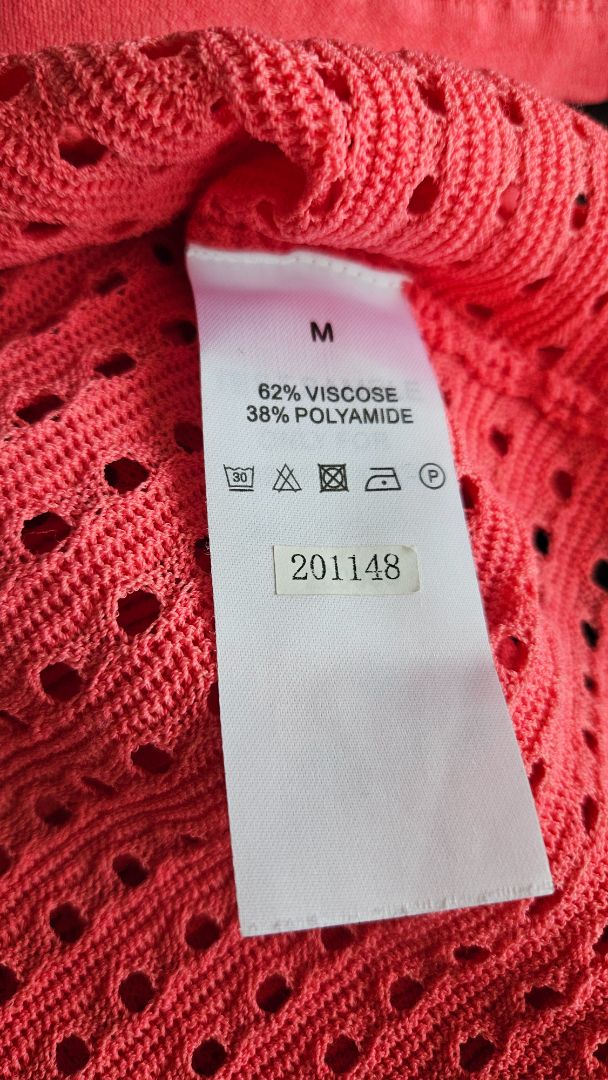 M
62% VISCOSE
38% POLYAMIDE
30 P
201148